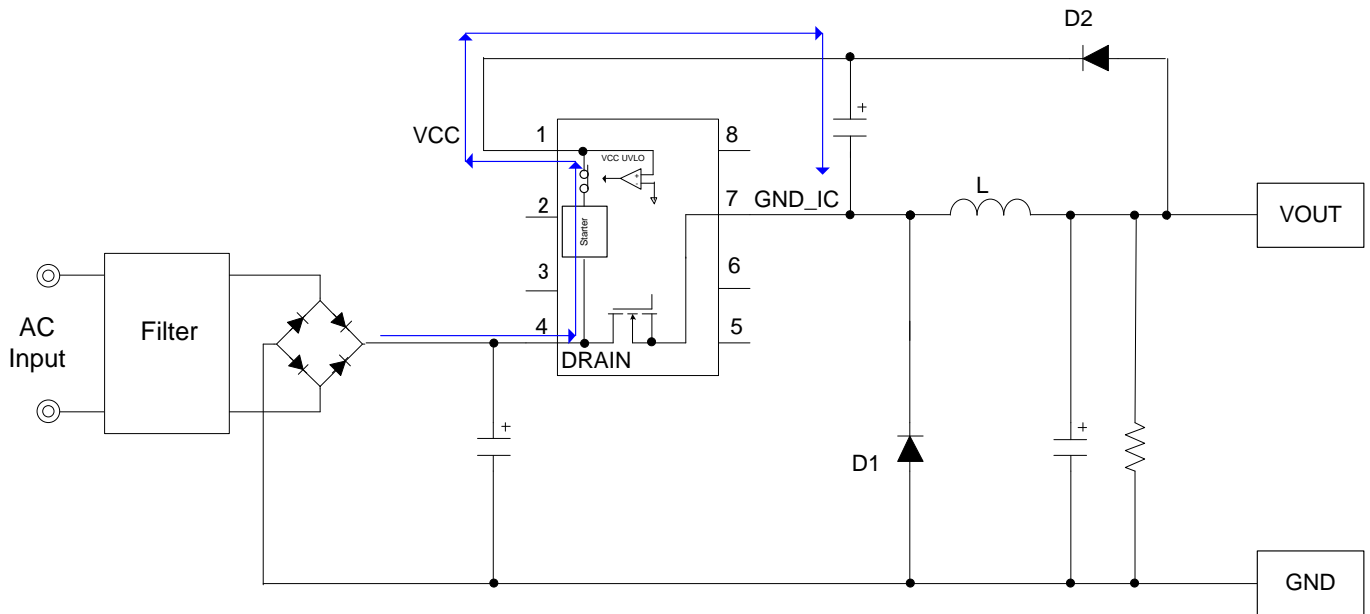 D2
VCC
1
8
VCC UVLO
+
2
Starter
7
GND_IC
L
VOUT
3
6
AC
Input
Filter
4
5
DRAIN
+
D1
+
+
GND